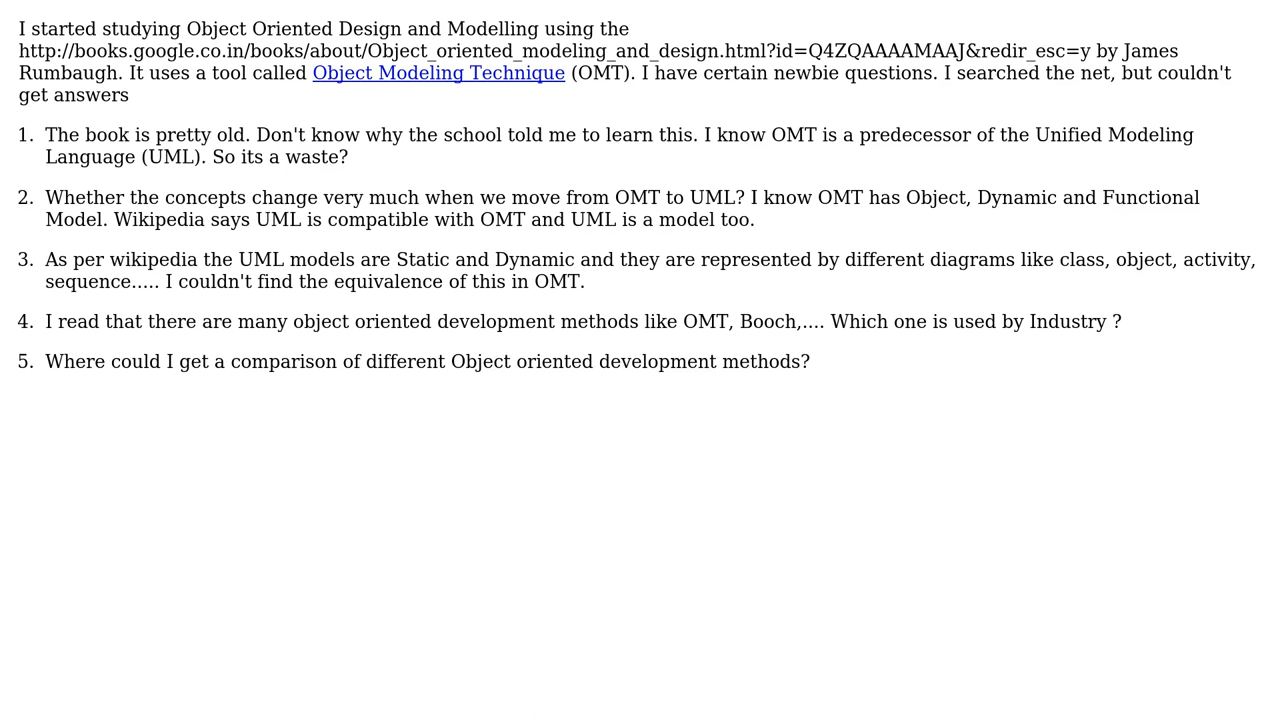 I started studying Object Oriented Design and Modelling using the
http://books.google.co.in/books/about/Object_oriented_modeling_and_design.html?id=Q4ZQAAAAMAAJ&redir_esc=y by James
Rumbaugh. It uses a tool called Object Modeling Technique (OMT). I have certain newbie questions. I searched the net, but couldn't
get answers
1. The book is pretty old. Don't know why the school told me to learn this. I know OMT is a predecessor of the Unified Modeling
Language (UML). So its a waste?
2. Whether the concepts change very much when we move from OMT to UML? I know OMT has Object, Dynamic and Functional
Model. Wikipedia says UML is compatible with OMT and UML is a model too.
3. As per wikipedia the UML models are Static and Dynamic and they are represented by different diagrams like class, object, activity,
sequence..... I couldn't find the equivalence of this in OMT.
4. I read that there are many object oriented development methods like OMT, Booch,.... Which one is used by Industry ?
5. Where could I get a comparison of different Object oriented development methods?